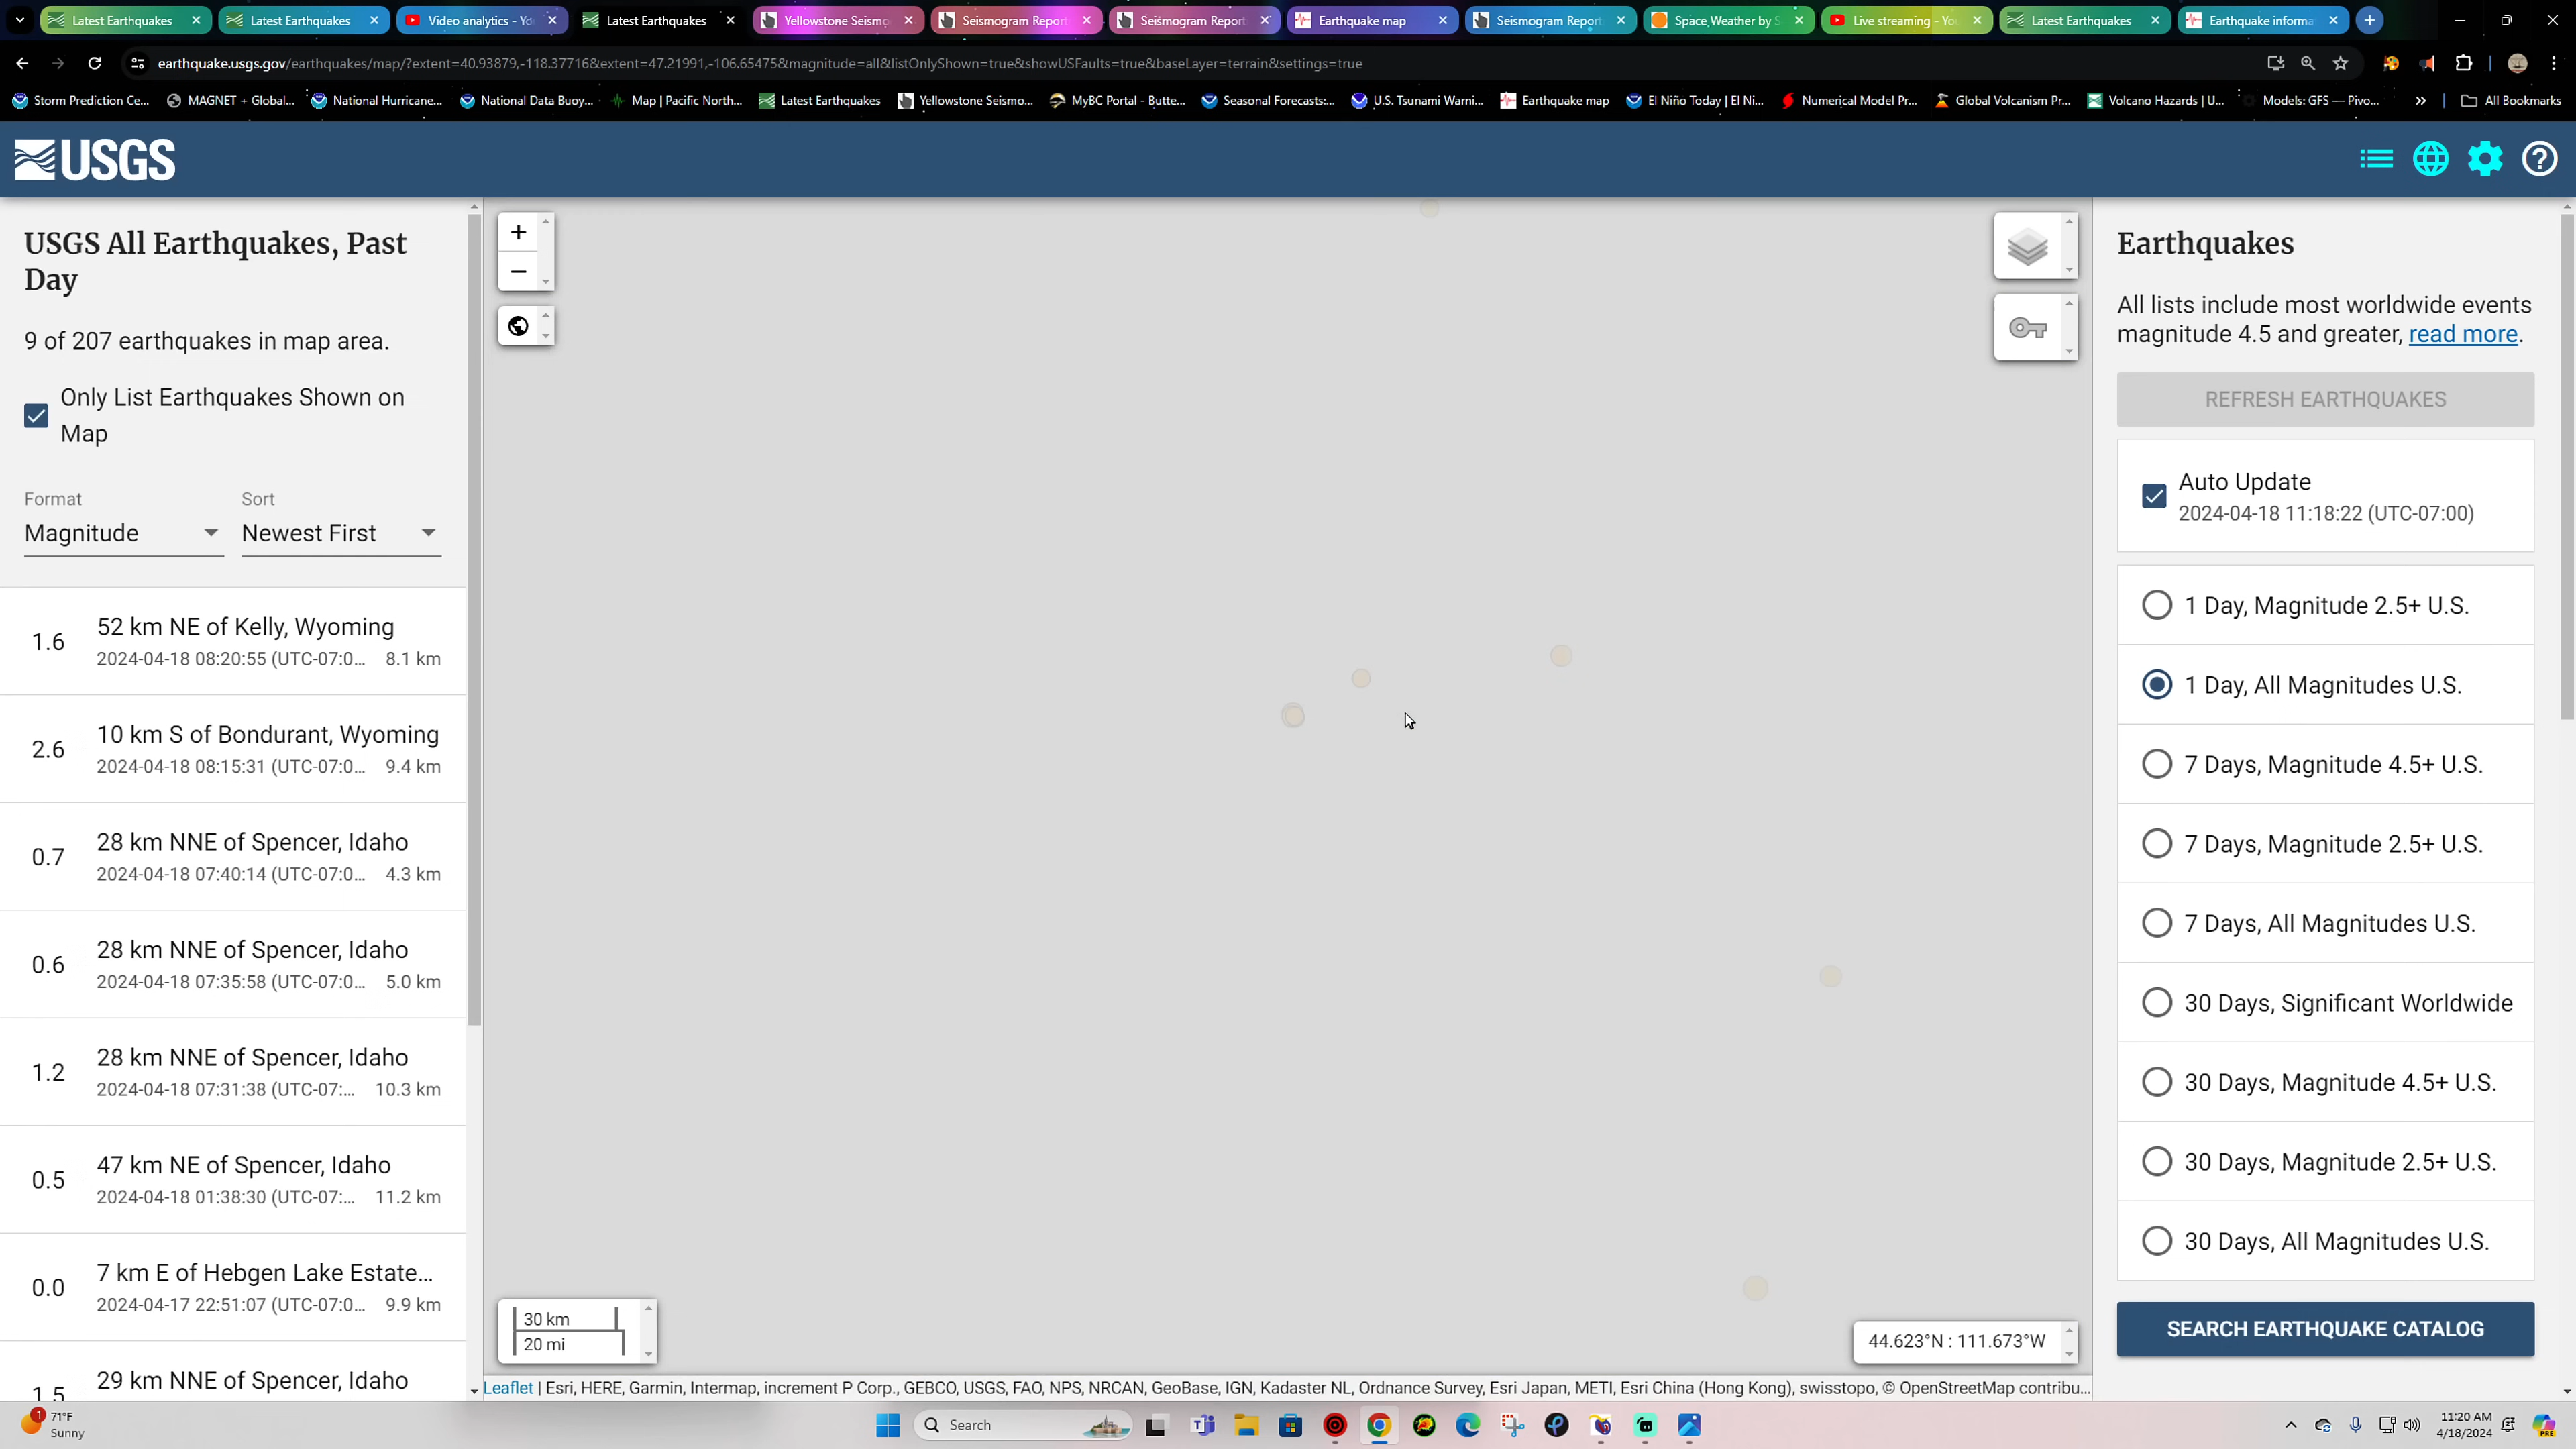 Latest Earthquakes
Latest Earthquakes
Video analytics - Yo
Latest Earthquakes
Yellowstone Seismo
Seismogram Report
Seismogram Report
Earthquake map
Seismogram Report
Space Weather by S
Live streaming - Yo
Latest Earthquakes
Earthquake informa
earthquake.usgs.gov/earthquakes/map/?extent=40.93879,-118.37716&extent=47.21991,-106.65475&magnitude=all&listOnlyShown=true&showUSFaults=true&baseLayer=terrain&settings=true
Storm Prediction Ce...
MAGNET + Global...
National Hurricane...
National Data Buoy...
Map | Pacific North...
Latest Earthquakes
Yellowstone Seismo...
MyBC Portal - Butte...
Seasonal Forecasts:...
U.S. Tsunami Warni...
Earthquake map
El Niño Today | El Ni...
Numerical Model Pr...
Global Volcanism Pr...
Volcano Hazards | U...
Models: GFS — Pivo...
All Bookmarks
USGS
USGS All Earthquakes, Past
Day
9 of 207 earthquakes in map area.
Only List Earthquakes Shown on
Map
Format
Sort
Magnitude
Newest First
1.6
52 km NE of Kelly, Wyoming
2024-04-18 08:20:55 (UTC-07:0... 8.1 km
2.6
10 km S of Bondurant, Wyoming
2024-04-18 08:15:31 (UTC-07:0... 9.4 km
0.7
28 km NNE of Spencer, Idaho
2024-04-18 07:40:14 (UTC-07:0... 4.3 km
0.6
28 km NNE of Spencer, Idaho
2024-04-18 07:35:58 (UTC-07:0... 5.0 km
1.2
28 km NNE of Spencer, Idaho
2024-04-18 07:31:38 (UTC-07:... 10.3 km
0.5
47 km NE of Spencer, Idaho
2024-04-18 01:38:30 (UTC-07:... 11.2 km
0.0
7 km E of Hebgen Lake Estate...
2024-04-17 22:51:07 (UTC-07:0... 9.9 km
1.5
29 km NNE of Spencer, Idaho
+
−
30 km
20 mi
44.623°N : 111.673°W
Leaflet | Esri, HERE, Garmin, Intermap, increment P Corp., GEBCO, USGS, FAO, NPS, NRCAN, GeoBase, IGN, Kadaster NL, Ordnance Survey, Esri Japan, METI, Esri China (Hong Kong), swisstopo, © OpenStreetMap contribu...
Earthquakes
All lists include most worldwide events
magnitude 4.5 and greater, read more.
REFRESH EARTHQUAKES
Auto Update
2024-04-18 11:18:22 (UTC-07:00)
1 Day, Magnitude 2.5+ U.S.
1 Day, All Magnitudes U.S.
7 Days, Magnitude 4.5+ U.S.
7 Days, Magnitude 2.5+ U.S.
7 Days, All Magnitudes U.S.
30 Days, Significant Worldwide
30 Days, Magnitude 4.5+ U.S.
30 Days, Magnitude 2.5+ U.S.
30 Days, All Magnitudes U.S.
SEARCH EARTHQUAKE CATALOG
1
71°F
Sunny
Search
11:20 AM
4/18/2024
PRE